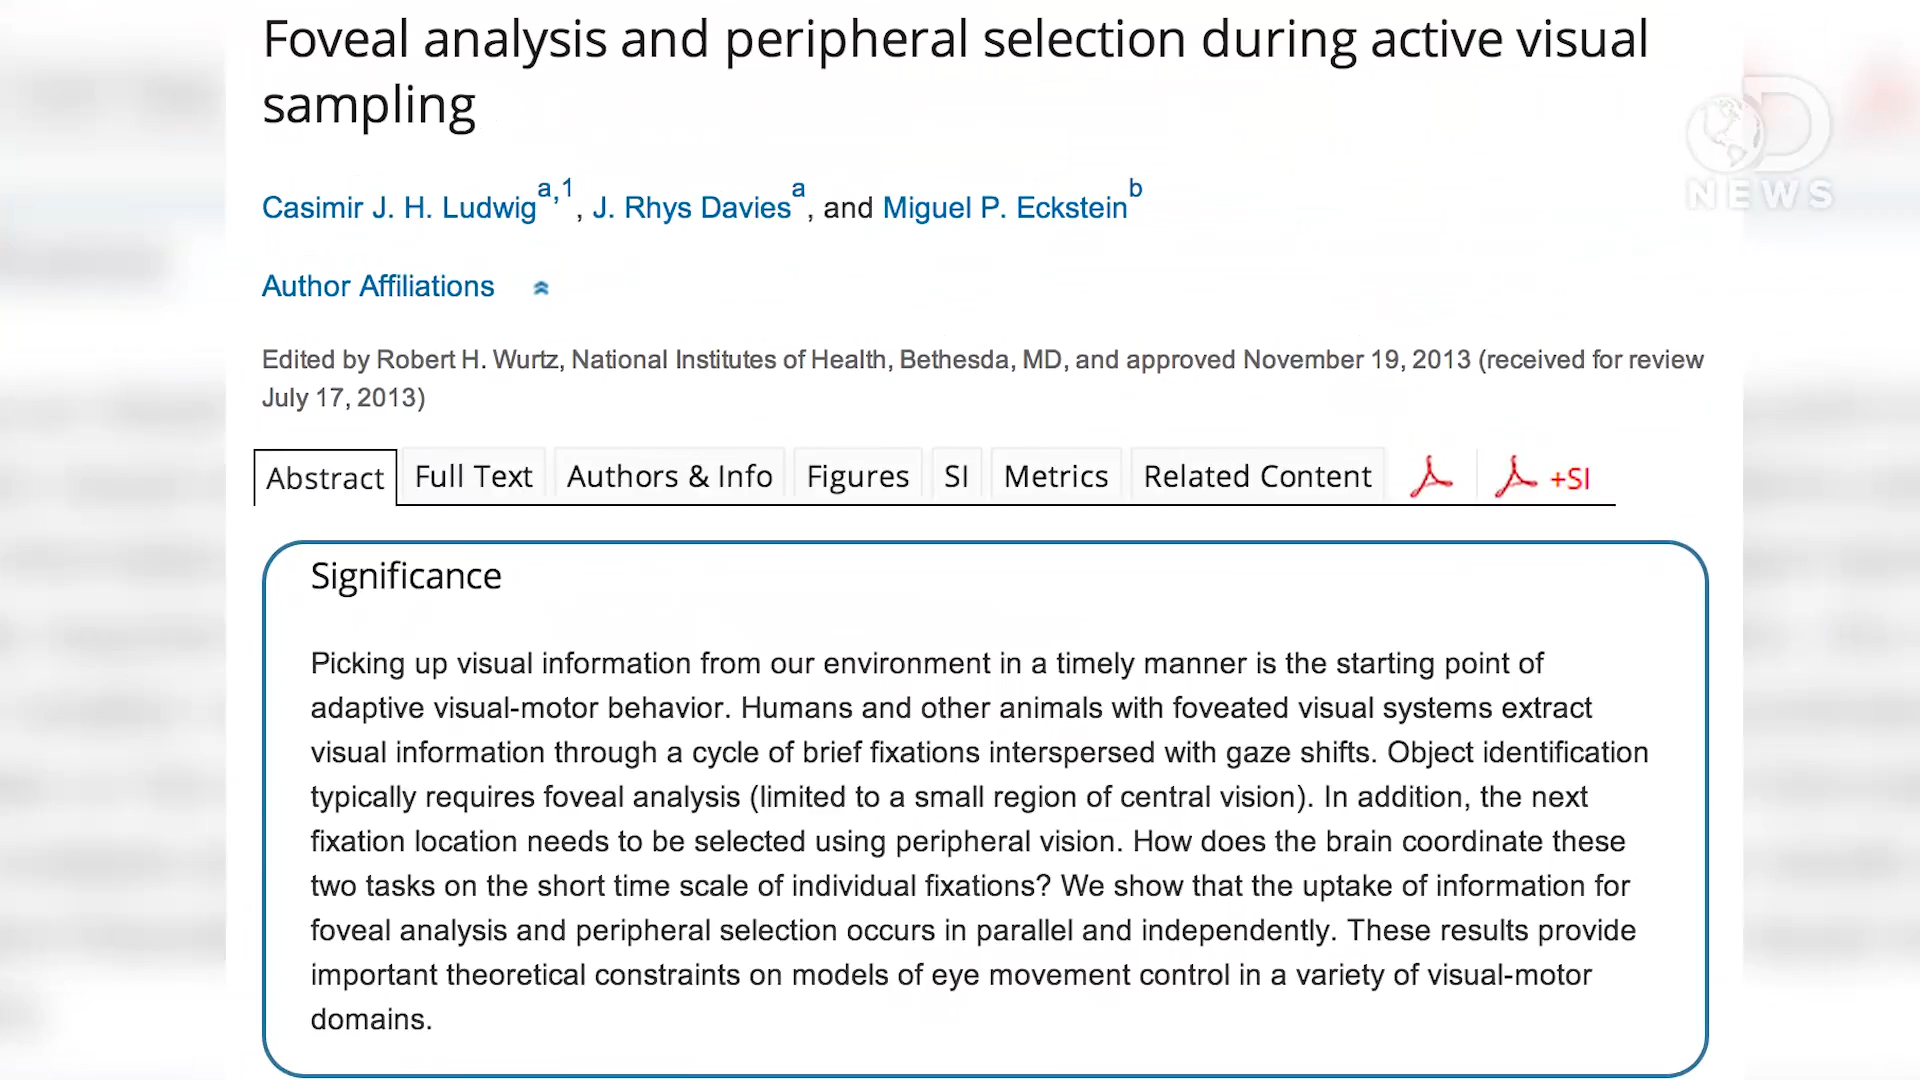 Foveal analysis and peripheral selection during active visual
sampling
Casimir J. H. Ludwig a,1, J. Rhys Davies a, and Miguel P. Eckstein b
Author Affiliations
Edited by Robert H. Wurtz, National Institutes of Health, Bethesda, MD, and approved November 19, 2013 (received for review
July 17, 2013)
Abstract Full Text Authors & Info Figures SI Metrics Related Content +SI
Significance
Picking up visual information from our environment in a timely manner is the starting point of
adaptive visual-motor behavior. Humans and other animals with foveated visual systems extract
visual information through a cycle of brief fixations interspersed with gaze shifts. Object identification
typically requires foveal analysis (limited to a small region of central vision). In addition, the next
fixation location needs to be selected using peripheral vision. How does the brain coordinate these
two tasks on the short time scale of individual fixations? We show that the uptake of information for
foveal analysis and peripheral selection occurs in parallel and independently. These results provide
important theoretical constraints on models of eye movement control in a variety of visual-motor
domains.
D
NEWS